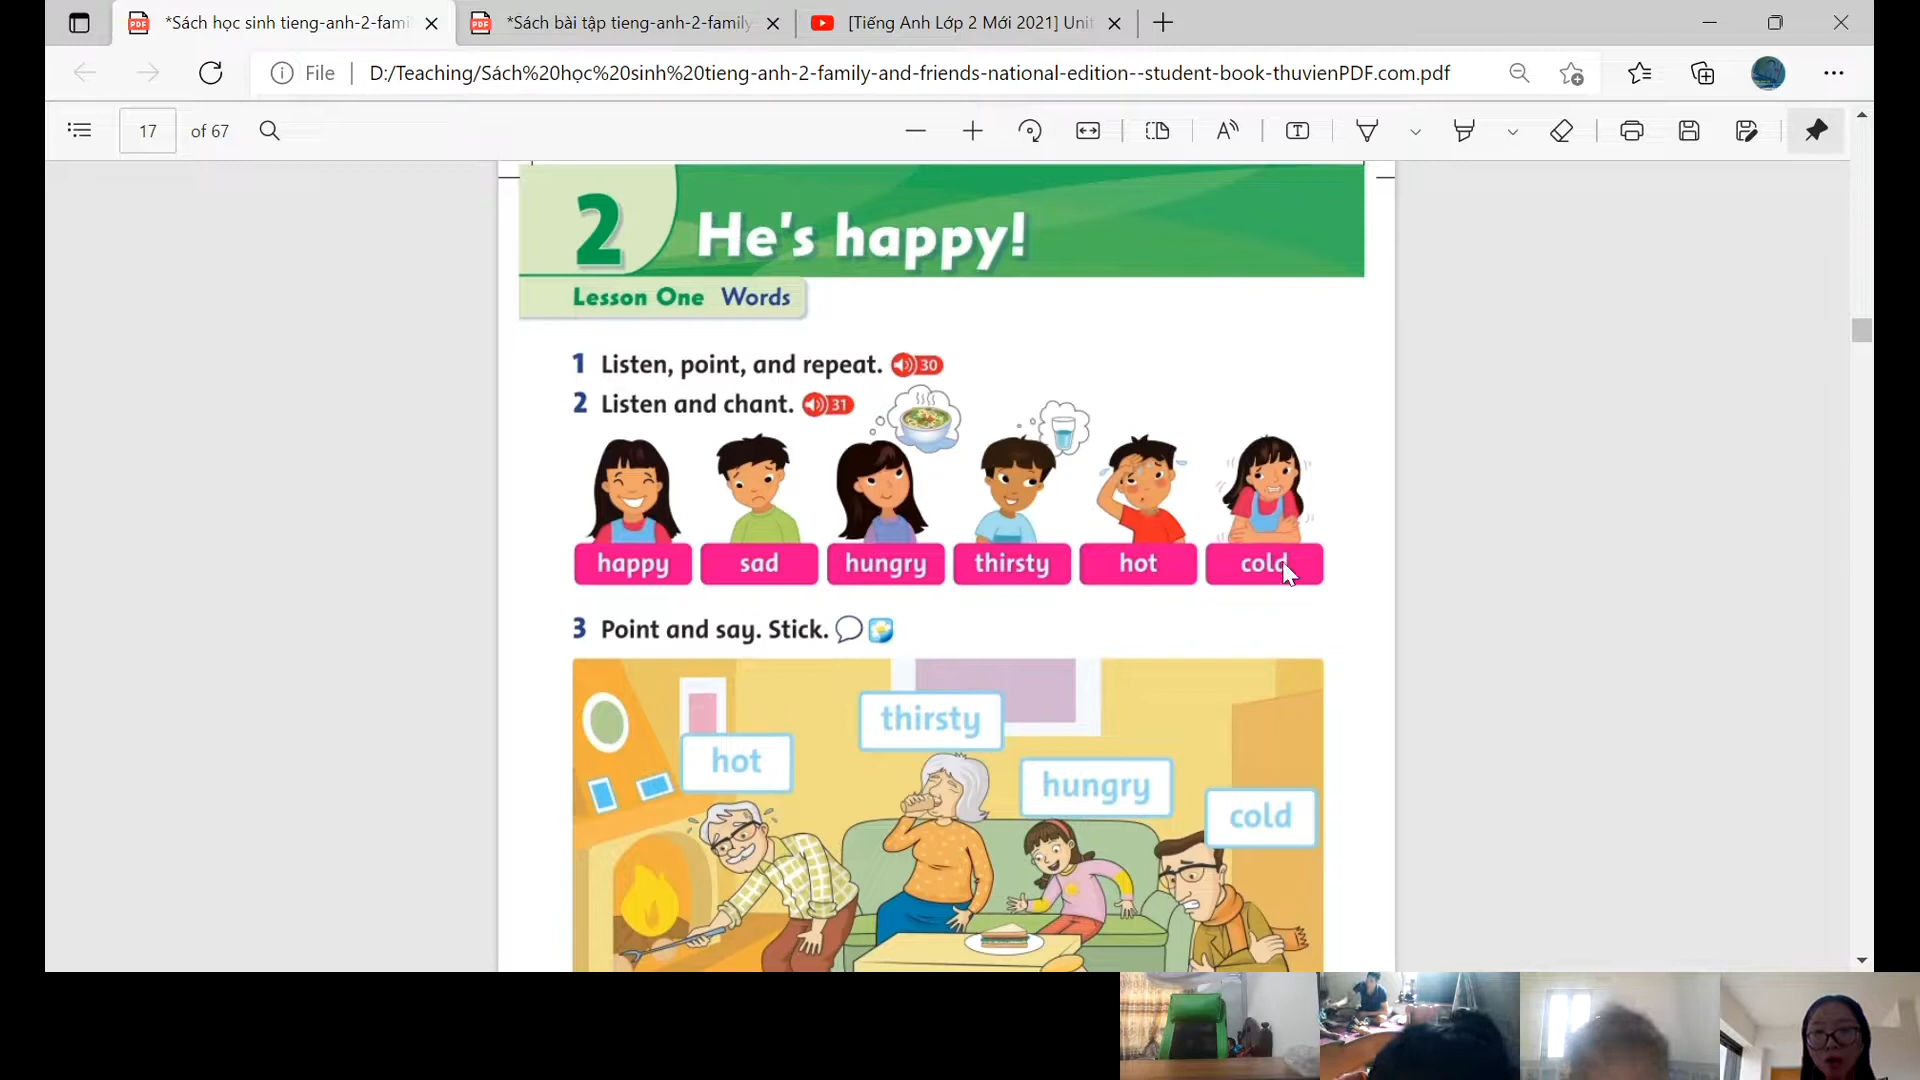 *Sách học sinh tieng-anh-2-fami
*Sách bài tập tieng-anh-2-family
[Tiếng Anh Lớp 2 Mới 2021] Unit
File
D:/Teaching/Sách%20học%20sinh%20tieng-anh-2-family-and-friends-national-edition--student-book-thuvienPDF.com.pdf
17 of 67
2 He's happy!
Lesson One Words
1 Listen, point, and repeat. 30
2 Listen and chant. 31
happy sad hungry thirsty hot cold
3 Point and say. Stick.
thirsty
hot
hungry
cold